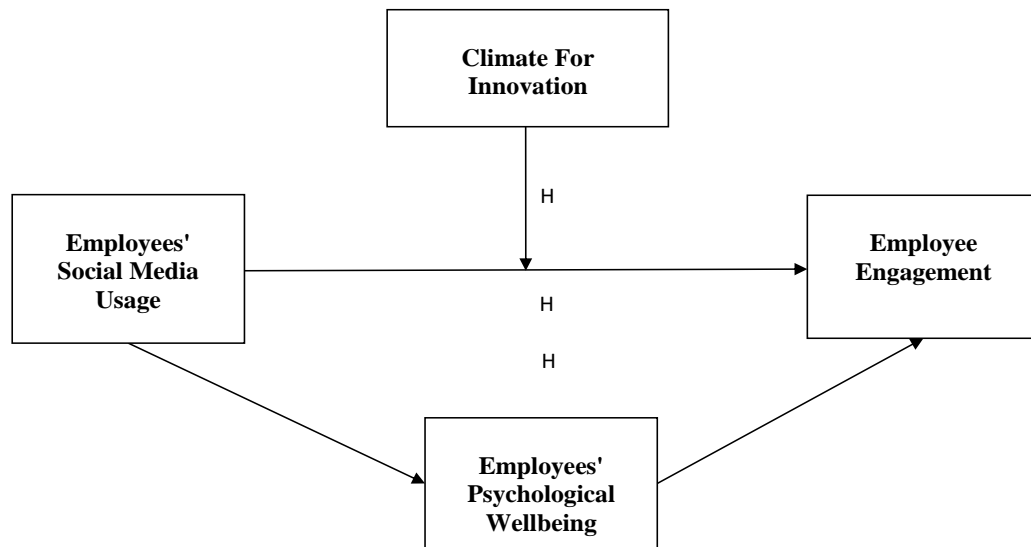 Climate For
Innovation
H
Employees'
Social Media
Usage
Employee
Engagement
H
H
Employees'
Psychological
Wellbeing